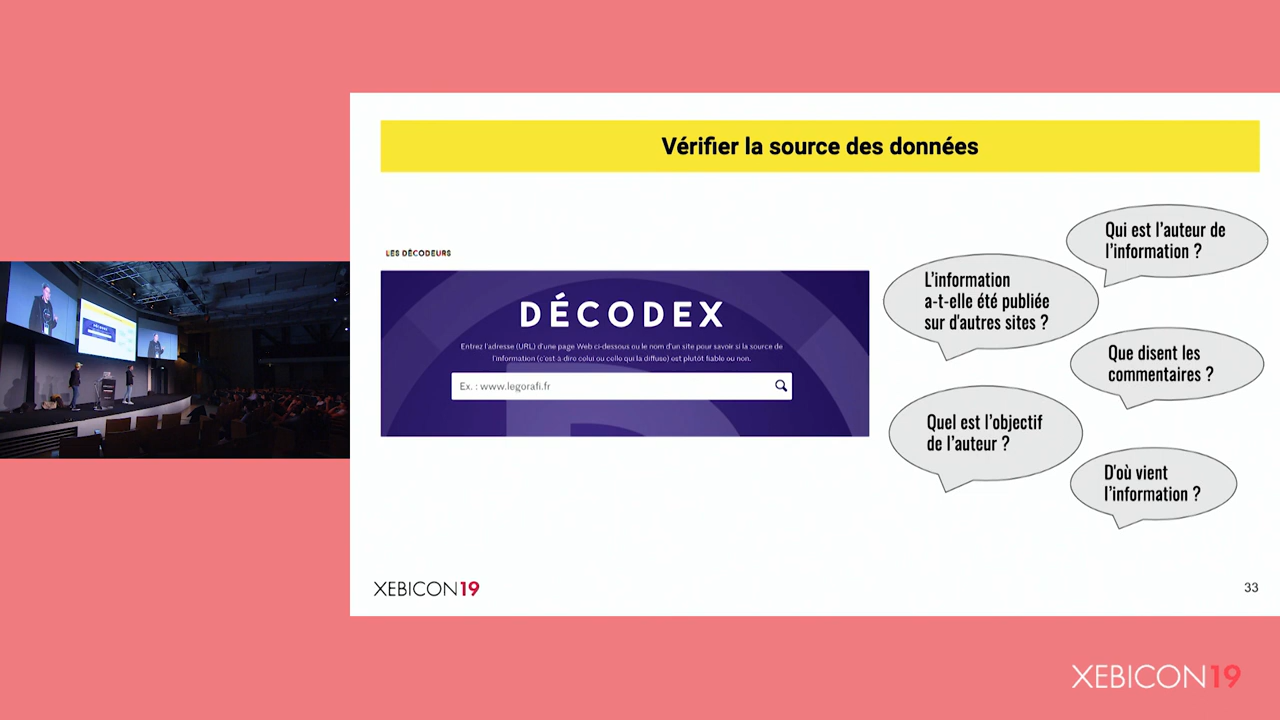 Vérifier la source des données
LES DÉCODEURS
DÉCODEX
Entrez l'adresse (URL) d'une page Web ci-dessous ou le nom d'un site pour savoir si la source de
l'information (c'est à dire celui ou celle qui la diffuse) est plutôt fiable ou non.
Ex. : www.legorafi.fr
Qui est l'auteur de
l'information ?
L'information
a-t-elle été publiée
sur d'autres sites ?
Que disent les
commentaires ?
Quel est l'objectif
de l'auteur ?
D'où vient
l'information ?
XEBICON19
33
XEBICON19